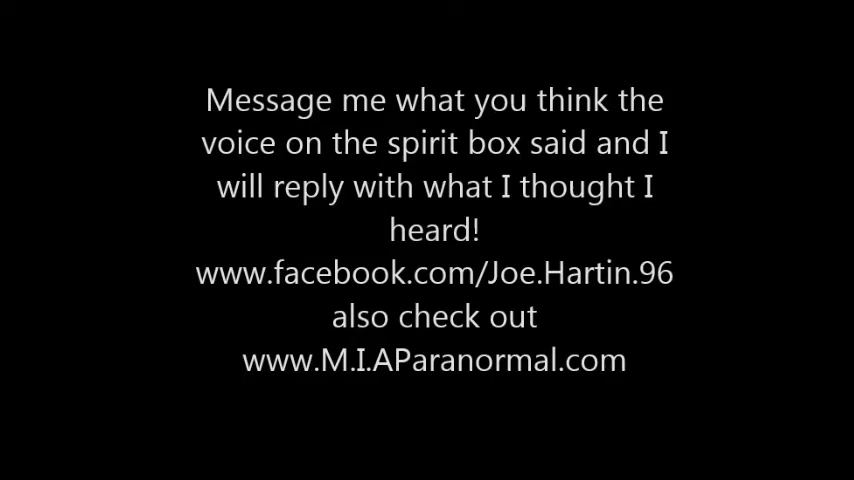 Message me what you think the
voice on the spirit box said and I
will reply with what I thought I
heard!
www.facebook.com/Joe.Hartin.96
also check out
www.M.I.AParanormal.com